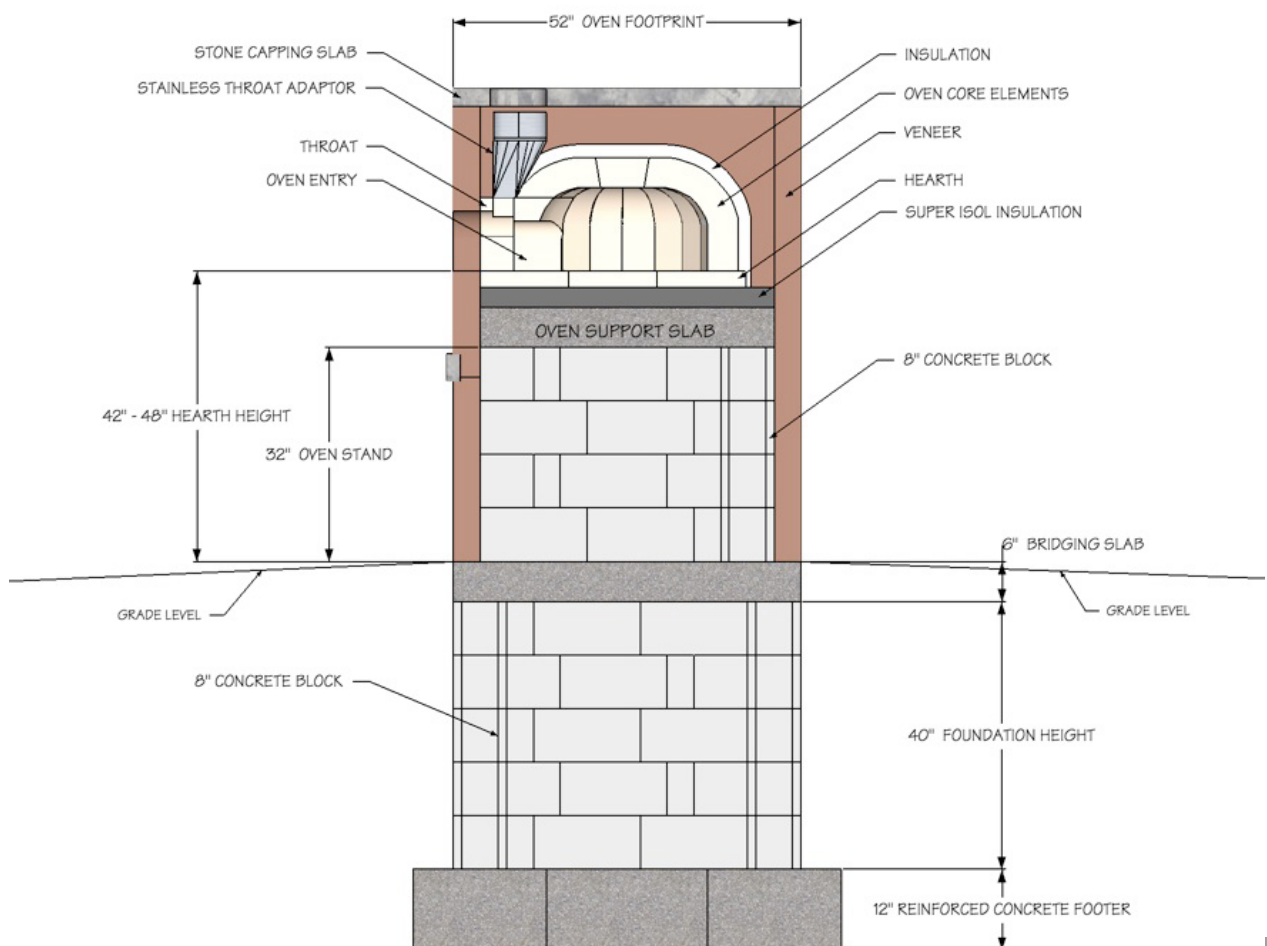 52" OVEN FOOTPRINT
STONE CAPPING SLAB
INSULATION
STAINLESS THROAT ADAPTOR
OVEN CORE ELEMENTS
THROAT
VENEER
OVEN ENTRY
HEARTH
SUPER ISOL INSULATION
OVEN SUPPORT SLAB
8" CONCRETE BLOCK
42" - 48" HEARTH HEIGHT
32" OVEN STAND
6" BRIDGING SLAB
GRADE LEVEL
GRADE LEVEL
8" CONCRETE BLOCK
40" FOUNDATION HEIGHT
12" REINFORCED CONCRETE FOOTER